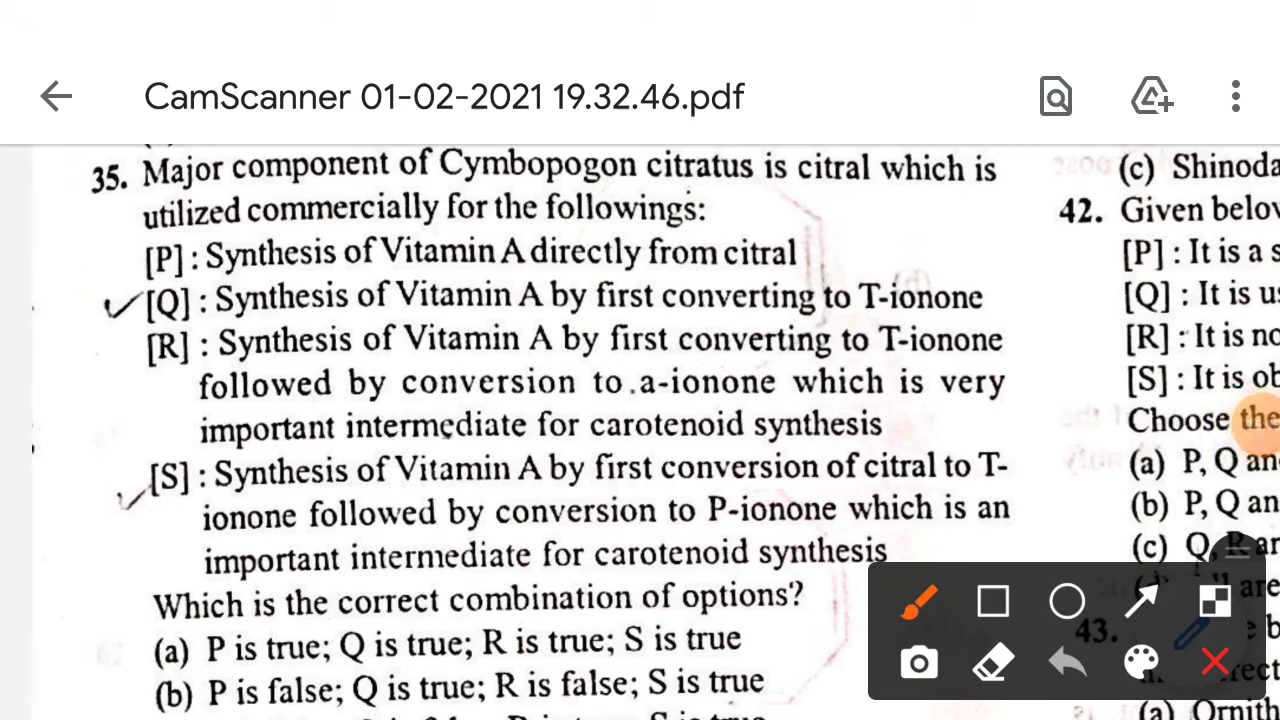 CamScanner 01-02-2021 19.32.46.pdf
35. Major component of Cymbopogon citratus is citral which is
utilized commercially for the followings:
[P] : Synthesis of Vitamin A directly from citral
[Q] : Synthesis of Vitamin A by first converting to T-ionone
[R] : Synthesis of Vitamin A by first converting to T-ionone
followed by conversion to a-ionone which is very
important intermediate for carotenoid synthesis
[S] : Synthesis of Vitamin A by first conversion of citral to T-
ionone followed by conversion to P-ionone which is an
important intermediate for carotenoid synthesis
Which is the correct combination of options?
(a) P is true; Q is true; R is true; S is true
(b) P is false; Q is true; R is false; S is true
(c) Shinoda
42. Given below
[P] : It is a s
[Q] : It is u
[R] : It is no
[S] : It is ob
Choose the
(a) P, Q an
(b) P, Q an
(c) Q, R ar
are
43.
rect
(a) Ornith